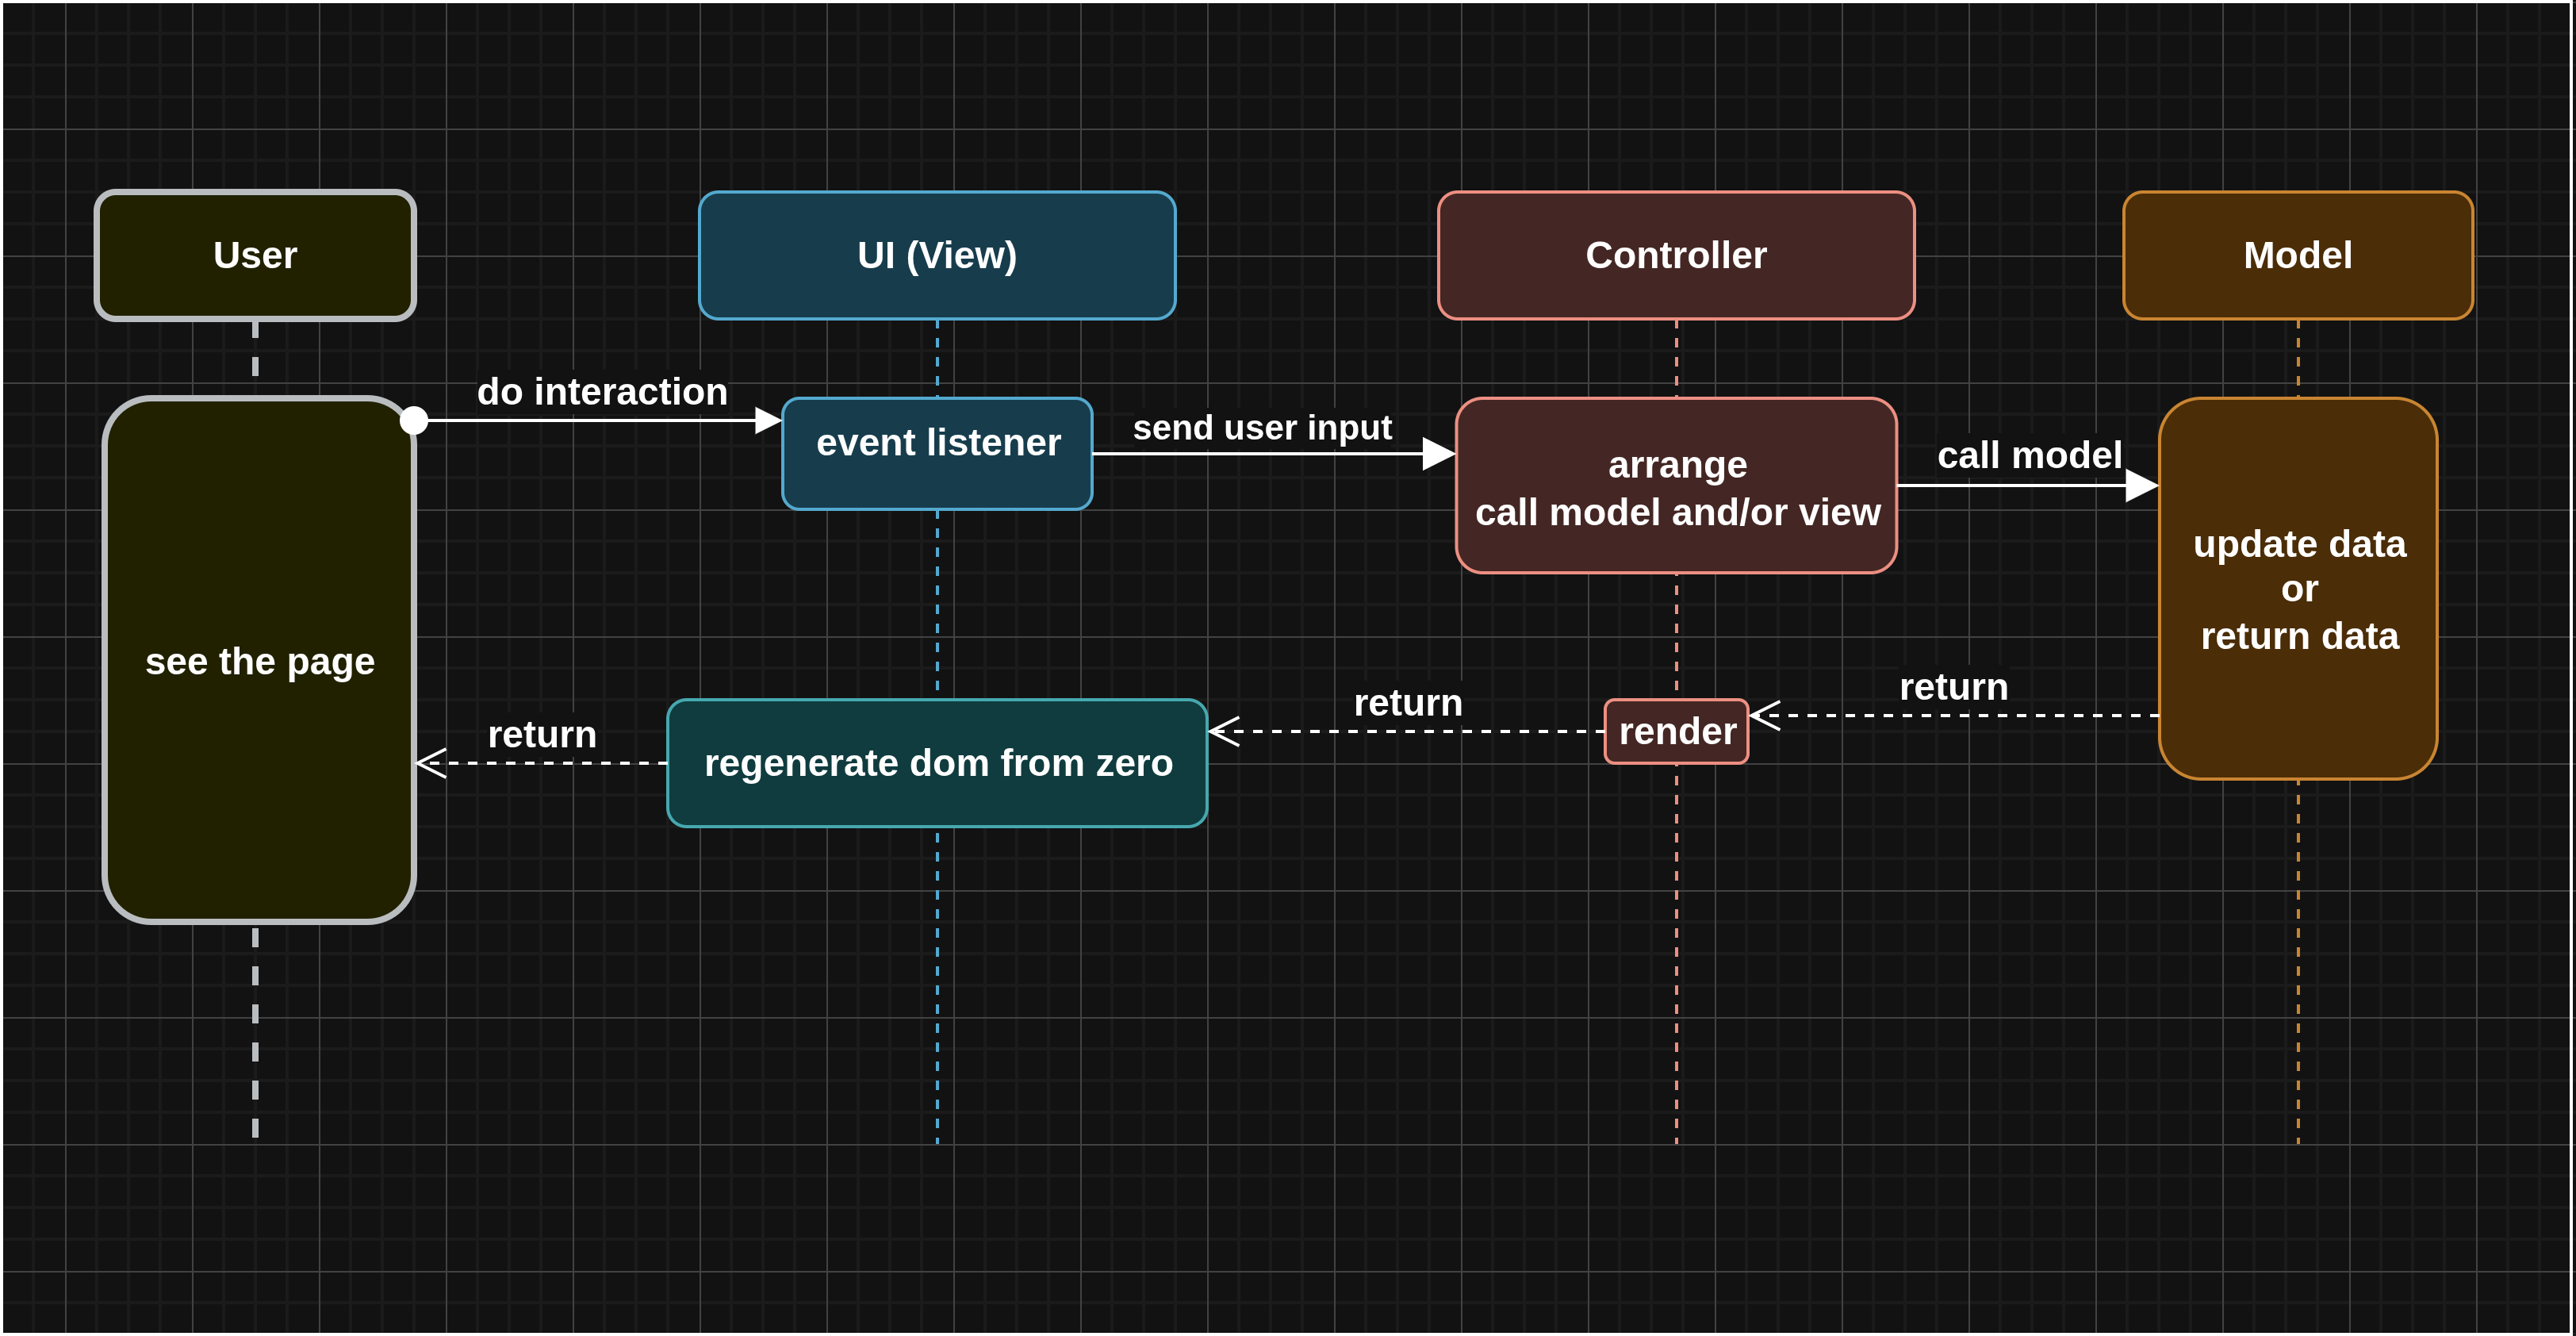 User
UI (View)
Controller
Model
do interaction
event listener
send user input
arrange
call model and/or view
call model
update data
or
return data
see the page
return
regenerate dom from zero
return
render
return